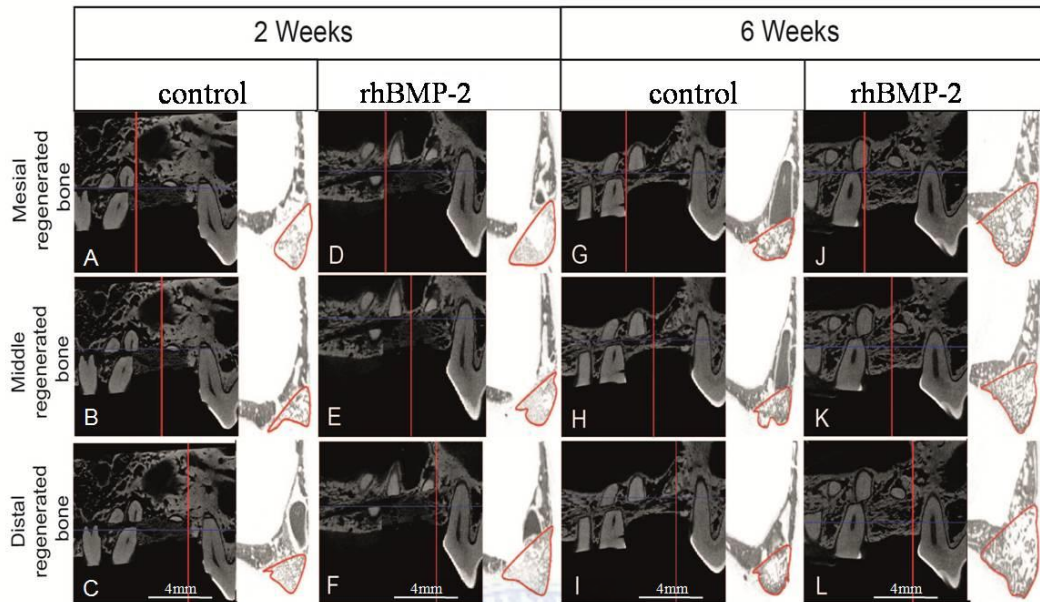 2 Weeks 6 Weeks
control rhBMP-2 control rhBMP-2
Mesial
regenerated
bone
A D G J
Middle
regenerated
bone
B E H K
Distal
regenerated
bone
C 4mm F 4mm I 4mm L 4mm